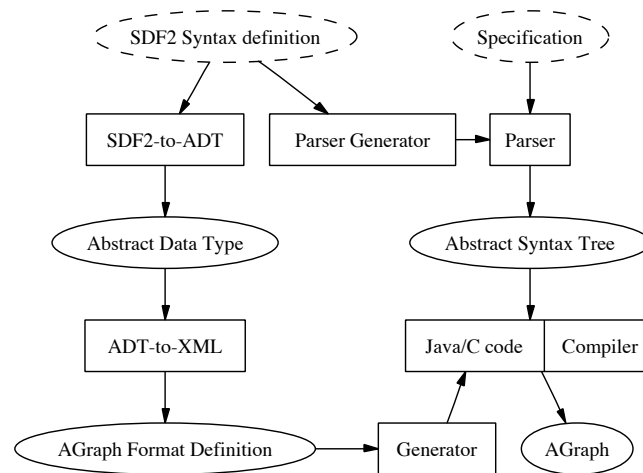 SDF2 Syntax definition
Specification
SDF2-to-ADT
Parser Generator
Parser
Abstract Data Type
Abstract Syntax Tree
ADT-to-XML
Java/C code
Compiler
AGraph Format Definition
Generator
AGraph